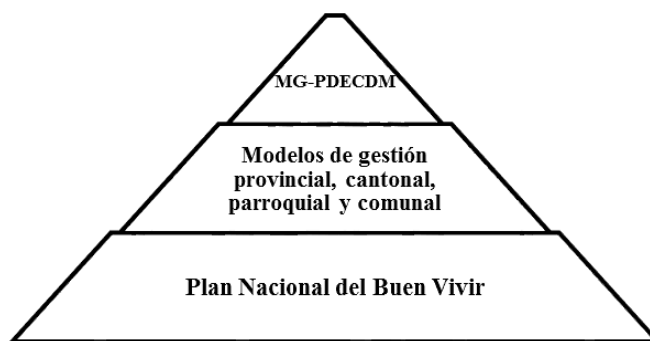 MG-PDECDM
Modelos de gestión
provincial, cantonal,
parroquial y comunal
Plan Nacional del Buen Vivir